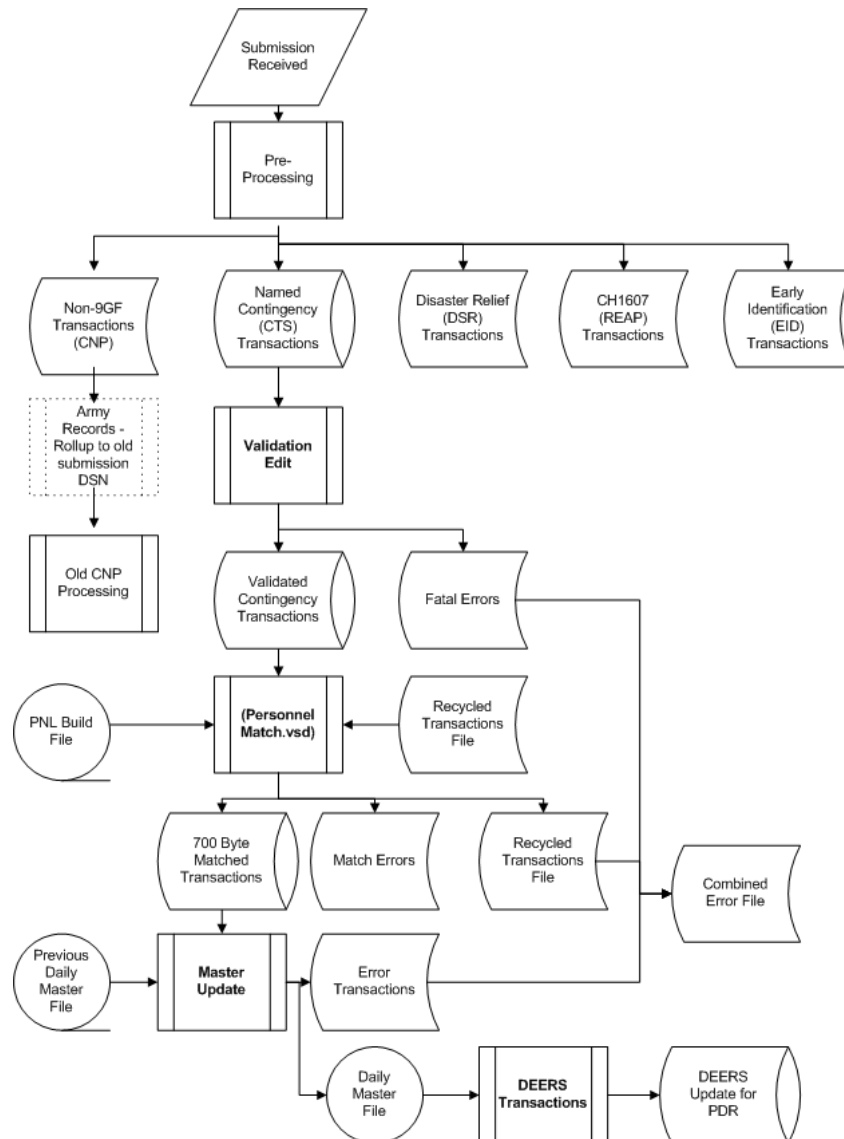 Submission
Received
Pre-
Processing
Non-9GF
Transactions
(CNP)
Named
Contingency
(CTS)
Transactions
Disaster Relief
(DSR)
Transactions
CH1607
(REAP)
Transactions
Early
Identification
(EID)
Transactions
Army
Records -
Rollup to old
submission
DSN
Validation
Edit
Old CNP
Processing
Validated
Contingency
Transactions
Fatal Errors
PNL Build
File
(Personnel
Match.vsd)
Recycled
Transactions
File
700 Byte
Matched
Transactions
Match Errors
Recycled
Transactions
File
Combined
Error File
Previous
Daily
Master
File
Master
Update
Error
Transactions
Daily
Master
File
DEERS
Transactions
DEERS
Update for
PDR